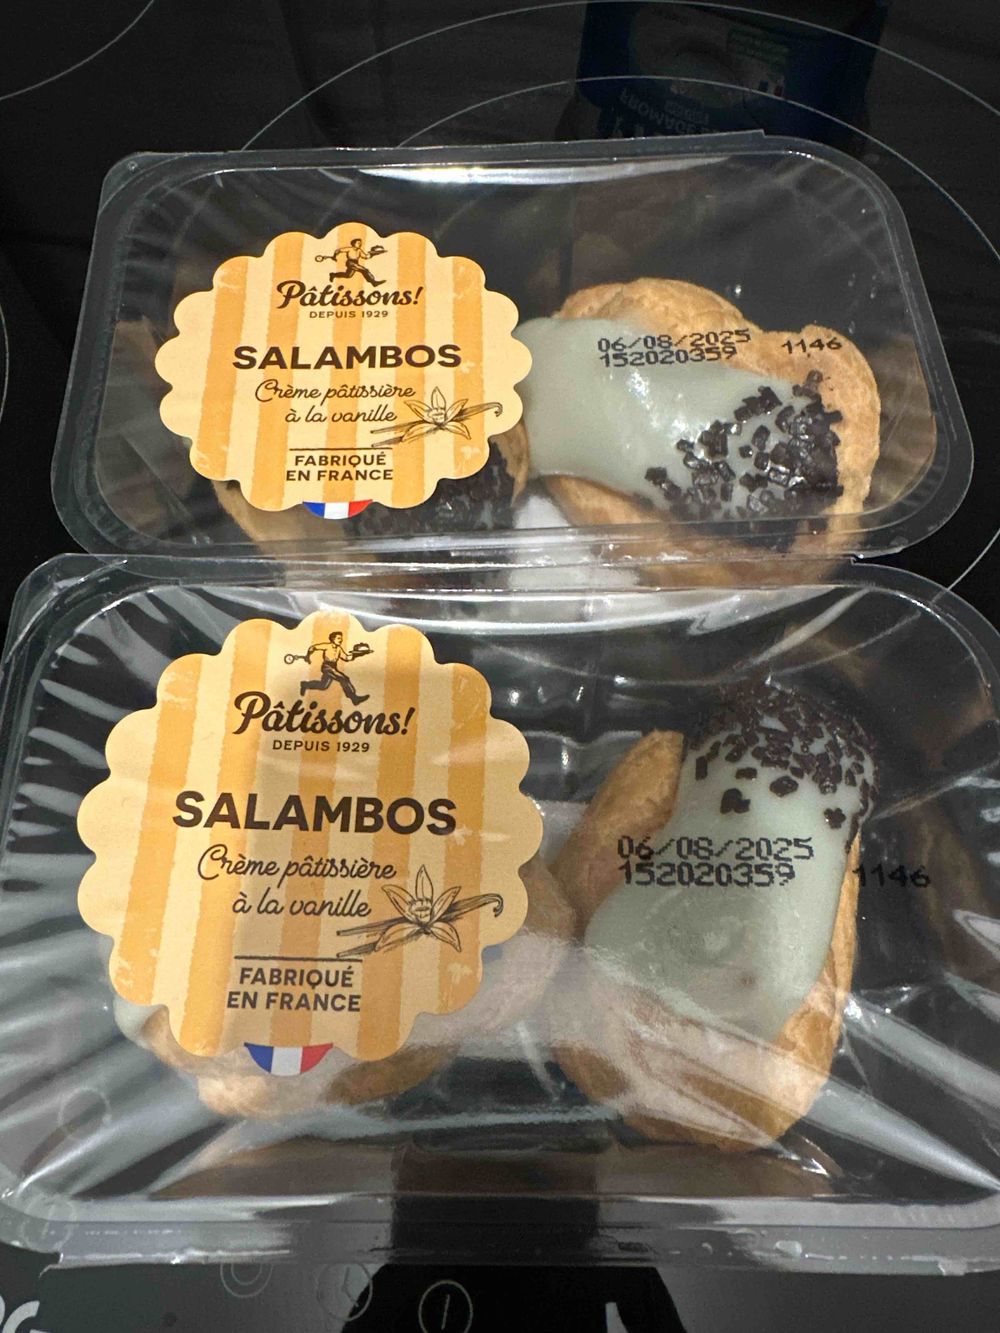 FROMAGE
Pâtissons!
DEPUIS 1929
SALAMBOS
Crème pâtissière
à la vanille
FABRIQUÉ
EN FRANCE
06/08/2025
152020359
1146
Pâtissons!
DEPUIS 1929
SALAMBOS
Crème pâtissière
à la vanille
FABRIQUÉ
EN FRANCE
06/08/2025
152020359
1146